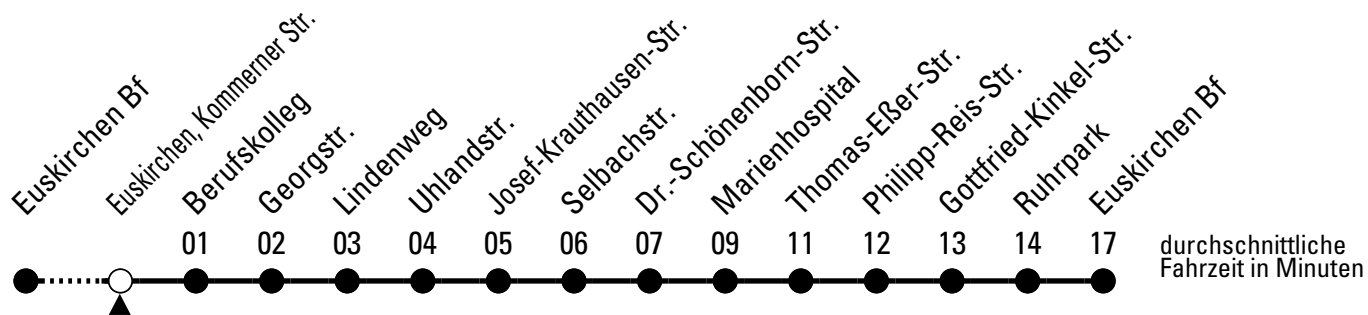 Euskirchen Bf
Euskirchen, Kommerner Str.
Berufskolleg
Georgstr.
Lindenweg
Uhlandstr.
Josef-Krauthausen-Str.
Selbachstr.
Dr.-Schönenborn-Str.
Marienhospital
Thomas-Eßer-Str.
Philipp-Reis-Str.
Gottfried-Kinkel-Str.
Ruhrpark
Euskirchen Bf
01 02 03 04 05 06 07 09 11 12 13 14 17
durchschnittliche
Fahrzeit in Minuten